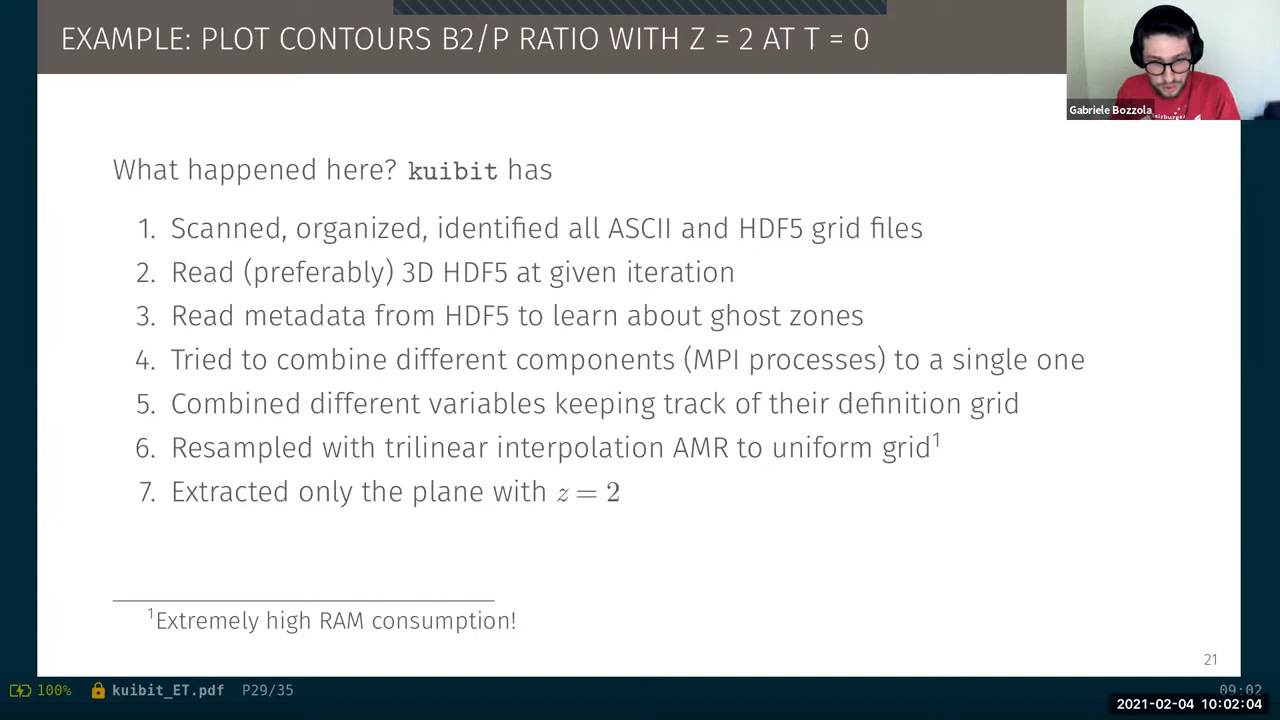 EXAMPLE: PLOT CONTOURS B2/P RATIO WITH Z = 2 AT T = 0
Gabriele Bozzola
What happened here? kuibit has
1. Scanned, organized, identified all ASCII and HDF5 grid files
2. Read (preferably) 3D HDF5 at given iteration
3. Read metadata from HDF5 to learn about ghost zones
4. Tried to combine different components (MPI processes) to a single one
5. Combined different variables keeping track of their definition grid
6. Resampled with trilinear interpolation AMR to uniform grid¹
7. Extracted only the plane with z = 2
¹Extremely high RAM consumption!
21
100% kuibit_ET.pdf P29/35
09:02
2021-02-04 10:02:04